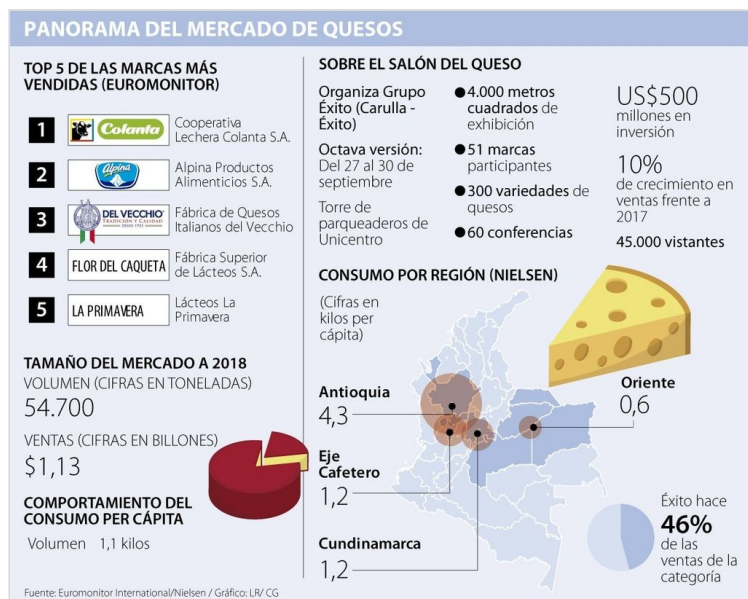 PANORAMA DEL MERCADO DE QUESOS
TOP 5 DE LAS MARCAS MÁS
VENDIDAS (EUROMONITOR)
1
Colanta
Cooperativa
Lechera Colanta S.A.
2
Alpina
Alpina Productos
Alimenticios S.A.
3
DEL VECCHIO
TRADICIÓN Y CALIDAD
Fábrica de Quesos
Italianos del Vecchio
4
FLOR DEL CAQUETA
Fábrica Superior
de Lácteos S.A.
5
LA PRIMAVERA
Lácteos La
Primavera
TAMAÑO DEL MERCADO A 2018
VOLUMEN (CIFRAS EN TONELADAS)
54.700
VENTAS (CIFRAS EN BILLONES)
$1,13
COMPORTAMIENTO DEL
CONSUMO PER CÁPITA
Volumen 1,1 kilos
SOBRE EL SALÓN DEL QUESO
Organiza Grupo
Éxito (Carulla -
Éxito)
Octava versión:
Del 27 al 30 de
septiembre
Torre de
parqueaderos de
Unicentro
● 4.000 metros
cuadrados de
exhibición
● 51 marcas
participantes
● 300 variedades de
quesos
● 60 conferencias
US$500
millones en
inversión
10%
de crecimiento en
ventas frente a
2017
45.000 vistantes
CONSUMO POR REGIÓN (NIELSEN)
(Cifras en
kilos per
cápita)
Antioquia
4,3
Eje
Cafetero
1,2
Cundinamarca
1,2
Oriente
0,6
Éxito hace
46%
de las
ventas de la
categoría
Fuente: Euromonitor International/Nielsen / Gráfico: LR/ CG